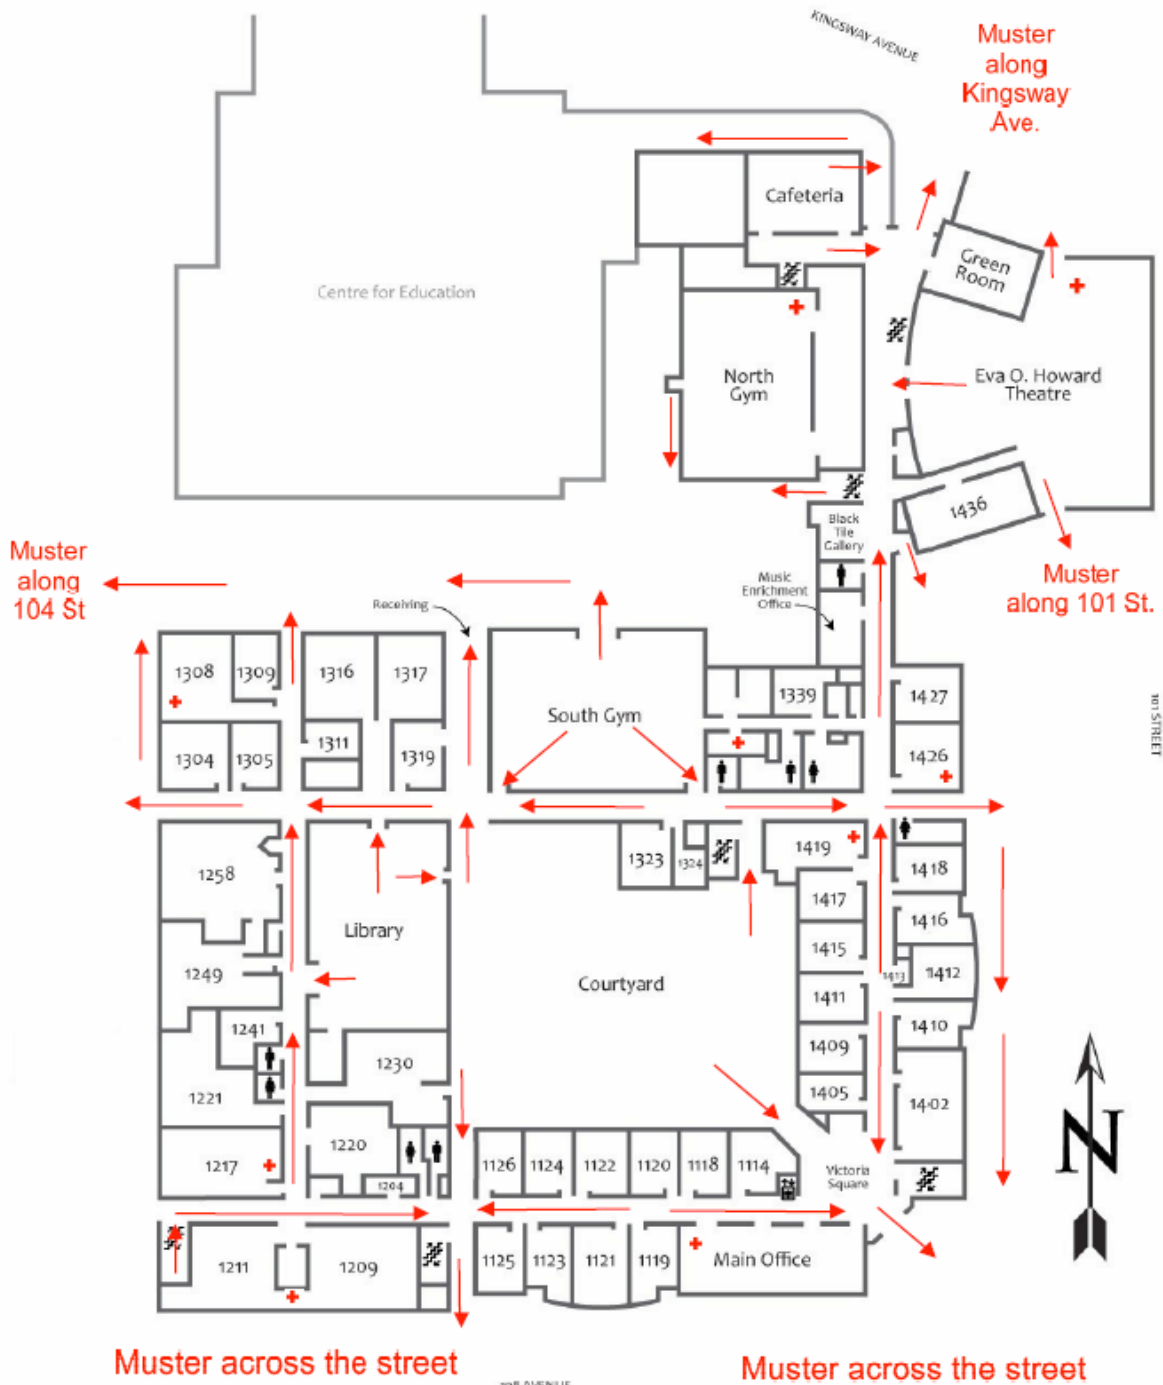 KINGSWAY AVENUE
Muster
along
Kingsway
Ave.
Cafeteria
Green
Room
Centre for Education
North
Gym
Eva O. Howard
Theatre
1436
Black
Tile
Gallery
Muster
along
104 St
Music
Enrichment
Office
Muster
along 101 St.
Receiving
1308
1309
1316
1317
1339
1427
101 STREET
South Gym
1311
1304
1305
1319
1426
1323
1324
1419
1418
1258
1417
1416
Library
1415
1249
1413
1412
Courtyard
1411
1241
1410
1409
1230
1221
1405
1402
1220
1217
1204
1126
1124
1122
1120
1118
1114
Victoria
Square
1211
1209
1125
1123
1121
1119
Main Office
N
Muster across the street
Muster across the street
AVENUE